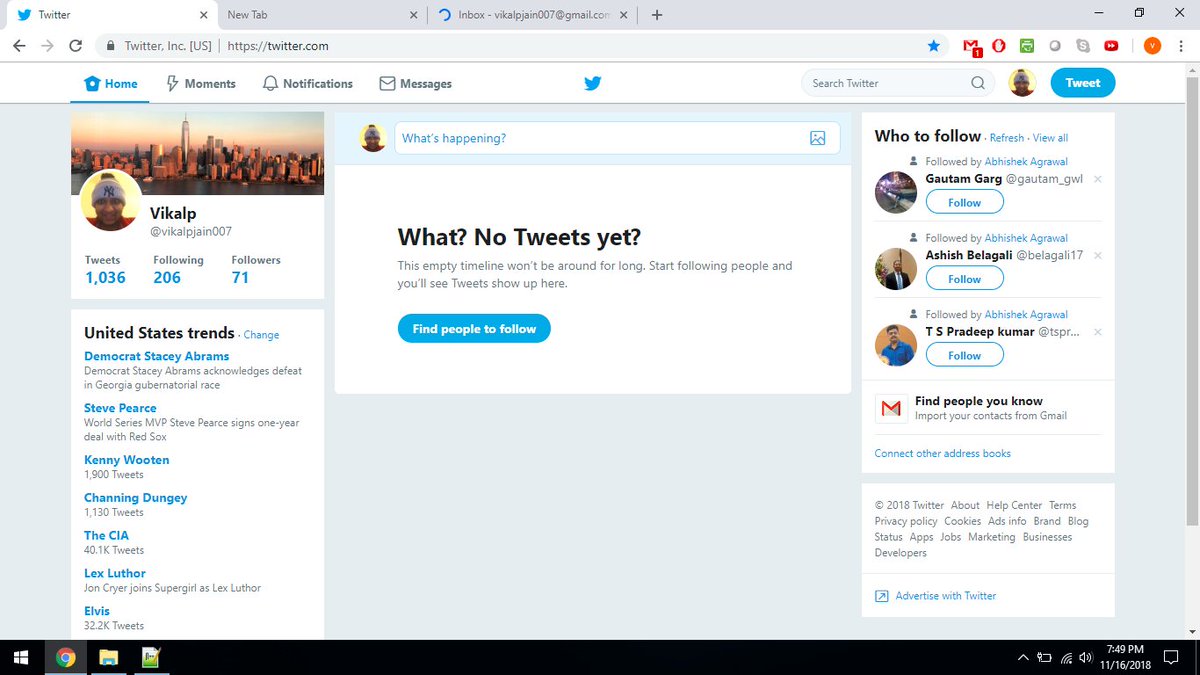 Twitter
New Tab
Inbox - vikalpjain007@gmail.com
Twitter, Inc. [US]
https://twitter.com
1
V
Home
Moments
Notifications
Messages
Search Twitter
Tweet
Vikalp
@vikalpjain007
Tweets Following Followers
1,036 206 71
United States trends · Change
Democrat Stacey Abrams
Democrat Stacey Abrams acknowledges defeat
in Georgia gubernatorial race
Steve Pearce
World Series MVP Steve Pearce signs one-year
deal with Red Sox
Kenny Wooten
1,900 Tweets
Channing Dungey
1,130 Tweets
The CIA
40.1K Tweets
Lex Luthor
Jon Cryer joins Supergirl as Lex Luthor
Elvis
32.2K Tweets
What's happening?
What? No Tweets yet?
This empty timeline won't be around for long. Start following people and
you'll see Tweets show up here.
Find people to follow
Who to follow · Refresh · View all
Followed by Abhishek Agrawal
Gautam Garg @gautam_gwl
Follow
Followed by Abhishek Agrawal
Ashish Belagali @belagali17
Follow
Followed by Abhishek Agrawal
T S Pradeep kumar @tspr...
Follow
Find people you know
Import your contacts from Gmail
Connect other address books
© 2018 Twitter About Help Center Terms
Privacy policy Cookies Ads info Brand Blog
Status Apps Jobs Marketing Businesses
Developers
Advertise with Twitter
7:49 PM
11/16/2018